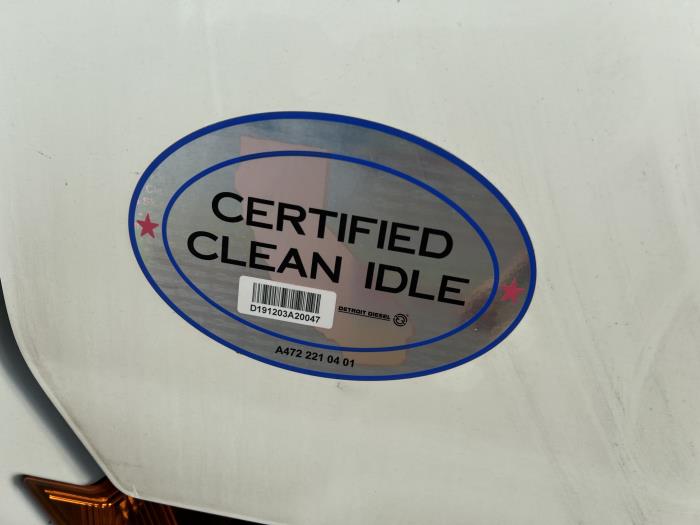 CERTIFIED
CLEAN IDLE
D191203A20047
DETROIT DIESEL
A472 221 04 01